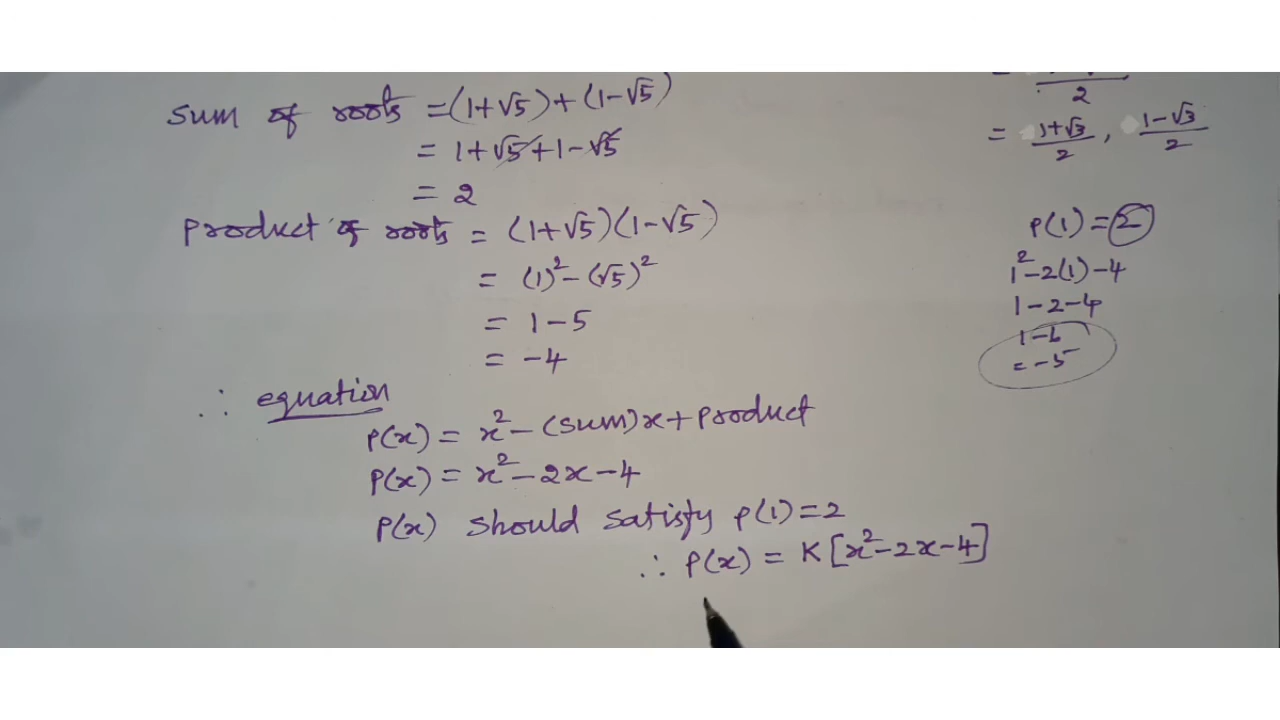 sum of roots = (1+√5)+(1-√5)
= 1+√5+1-√5
= 2
product of roots = (1+√5)(1-√5)
= (1)²-(√5)²
= 1-5
= -4
∴ equation
P(x) = x²-(sum)x+product
P(x) = x²-2x-4
P(x) should satisfy P(1)=2
∴ P(x) = K[x²-2x-4]
2
= 1+√3/2, 1-√3/2
P(1)=2
1²-2(1)-4
1-2-4
1-6
=-5